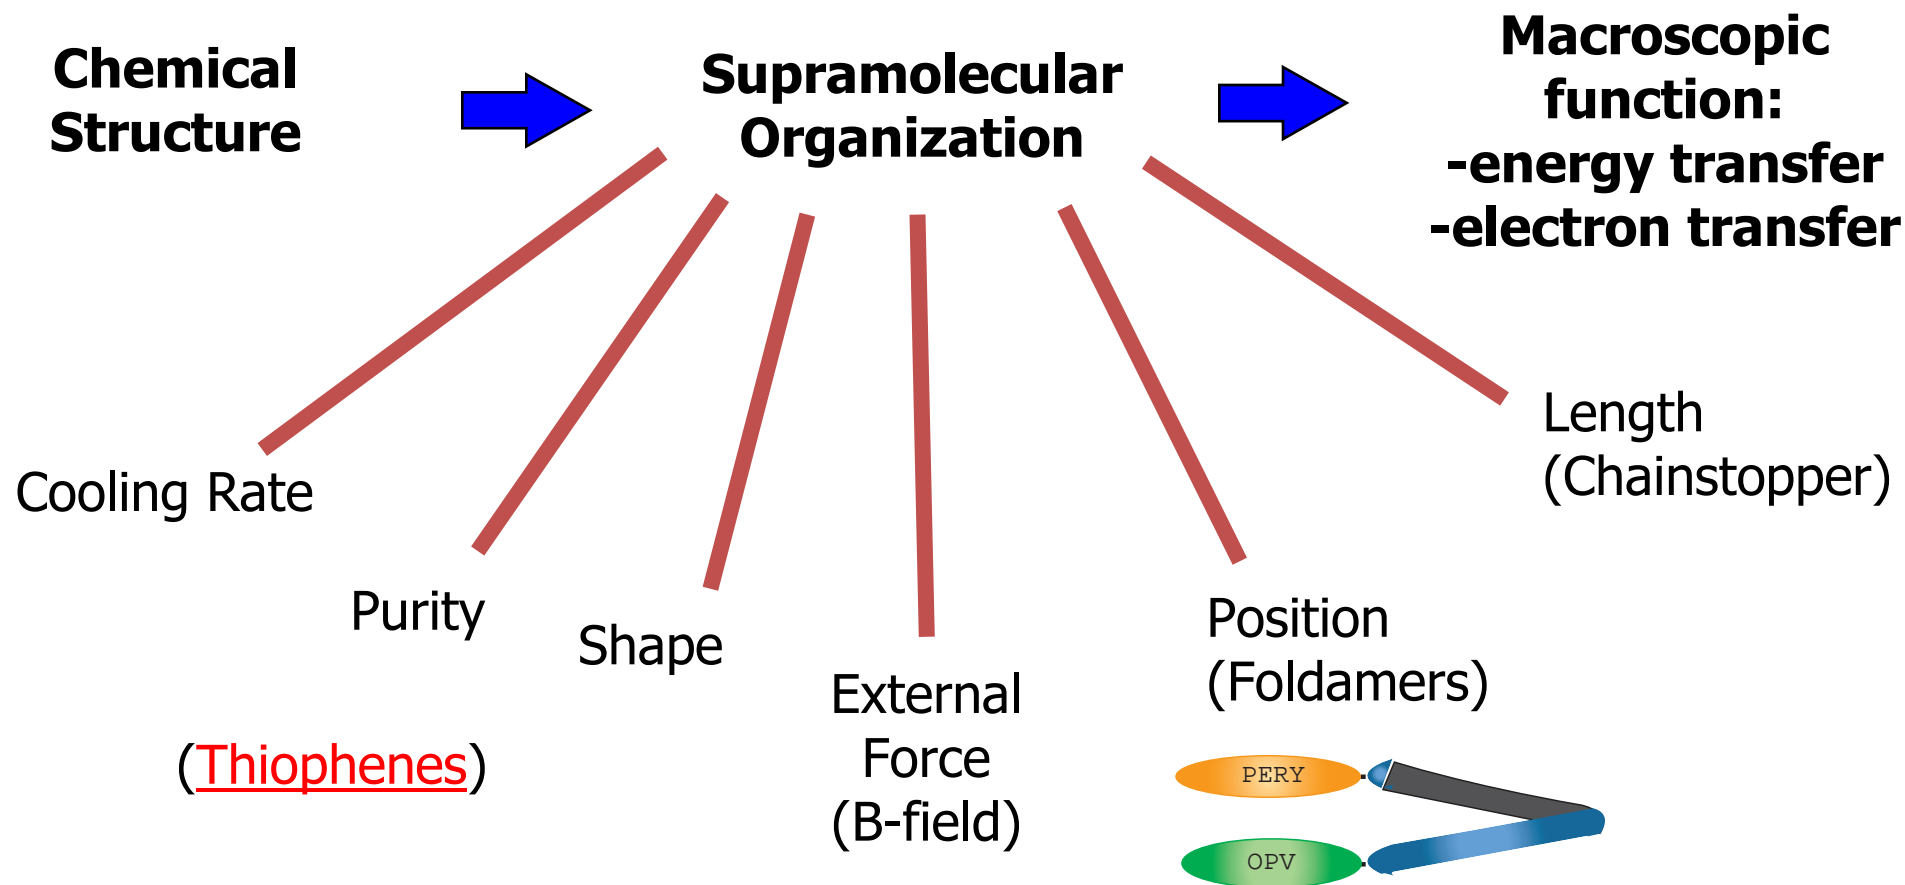 Chemical
Structure
Supramolecular
Organization
Macroscopic
function:
-energy transfer
-electron transfer
Cooling Rate
Purity
Shape
External
Force
(B-field)
Position
(Foldamers)
Length
(Chainstopper)
(Thiophenes)
PERY
OPV